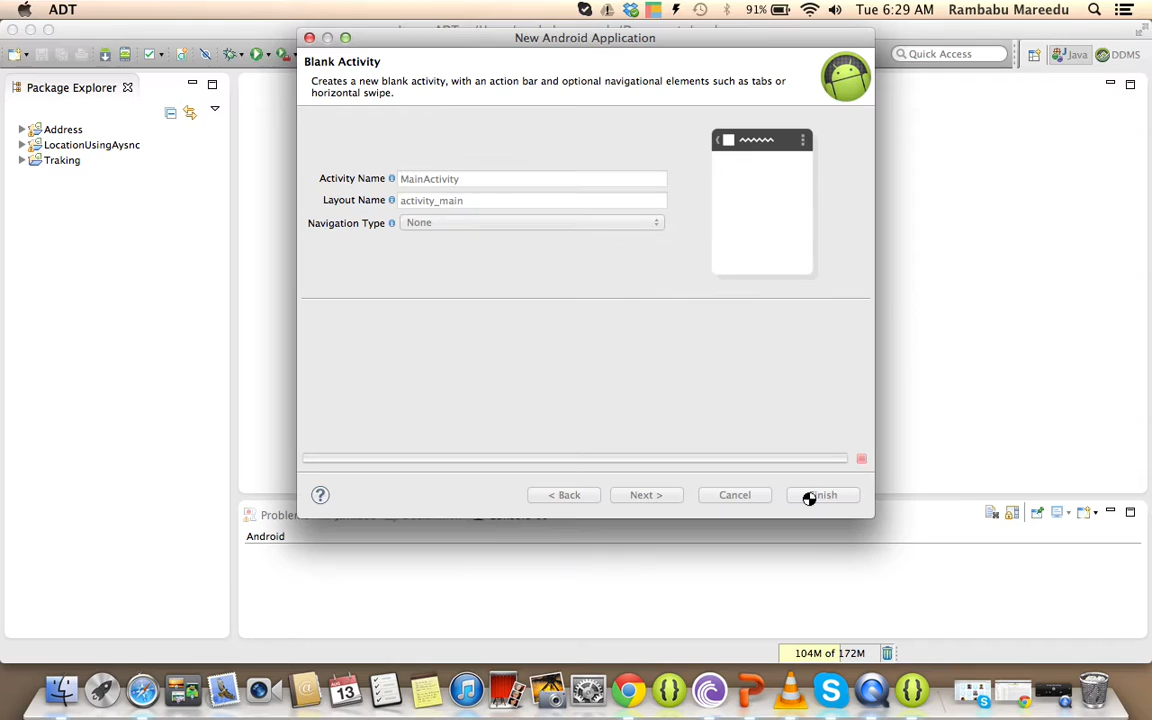 ADT
91%
Tue 6:29 AM
Rambabu Mareedu
New Android Application
Quick Access
Java
DDMS
Package Explorer
Address
LocationUsingAysnc
Traking
Blank Activity
Creates a new blank activity, with an action bar and optional navigational elements such as tabs or
horizontal swipe.
Activity Name
MainActivity
Layout Name
activity_main
Navigation Type
None
?
< Back
Next >
Cancel
Android
104M of 172M
AUG
13